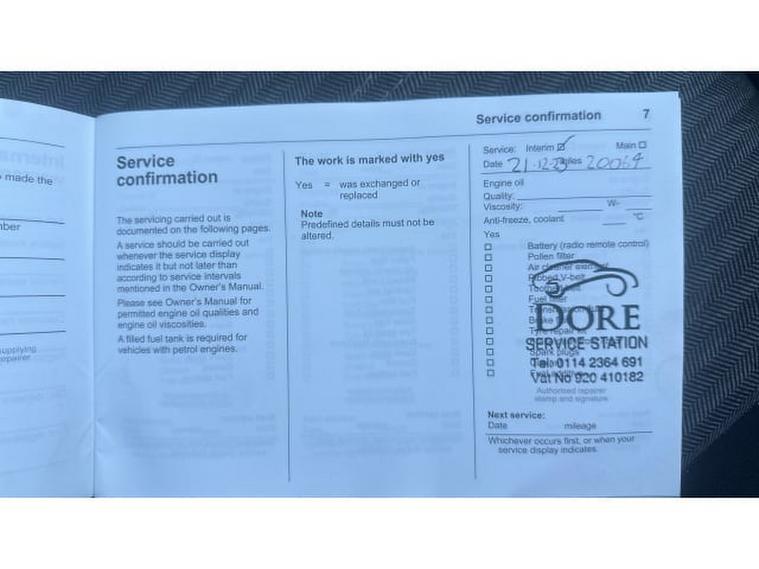 Service confirmation 7
made the
nber
supplying
repairer
Service
confirmation
The servicing carried out is
documented on the following pages.
A service should be carried out
whenever the service display
indicates it but not later than
according to service intervals
mentioned in the Owner's Manual.
Please see Owner's Manual for
permitted engine oil qualities and
engine oil viscosities.
A filled fuel tank is required for
vehicles with petrol engines.
The work is marked with yes
Yes = was exchanged or
replaced
Note
Predefined details must not be
altered.
Service: Interim Main
Date 21-12-23 miles 20064
Engine oil
Quality:
Viscosity: W-
Anti-freeze, coolant °C
Yes
Battery (radio remote control)
Pollen filter
Air cleaner element
Ribbed V-belt
Fuel filter
DORE
SERVICE STATION
Spark plugs
Tel: 0114 2364 691
Vat No 920 410182
Authorised repairer
stamp and signature
Next service:
Date mileage
Whichever occurs first, or when your
service display indicates.